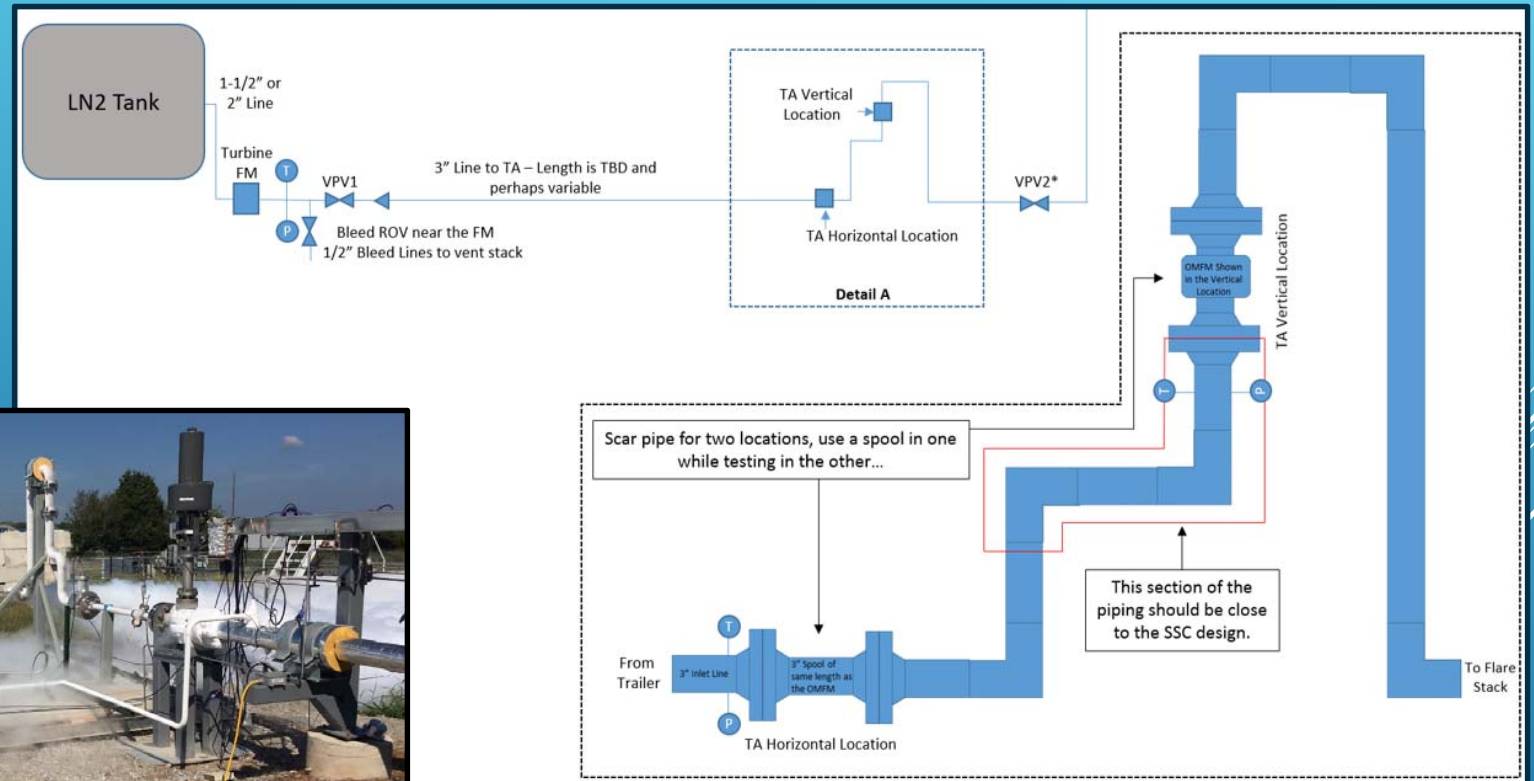 LN2 Tank
1-1/2” or
2” Line
Turbine
FM
T
P
VPV1
Bleed ROV near the FM
1/2” Bleed Lines to vent stack
3” Line to TA – Length is TBD and
perhaps variable
TA Vertical
Location
TA Horizontal Location
Detail A
VPV2*
OMFM Shown
in the Vertical
Location
TA Vertical Location
T
P
Scar pipe for two locations, use a spool in one
while testing in the other...
This section of the
piping should be close
to the SSC design.
From
Trailer
T
3” Inlet Line
P
3” Spool of
same length as
the OMFM
TA Horizontal Location
To Flare
Stack